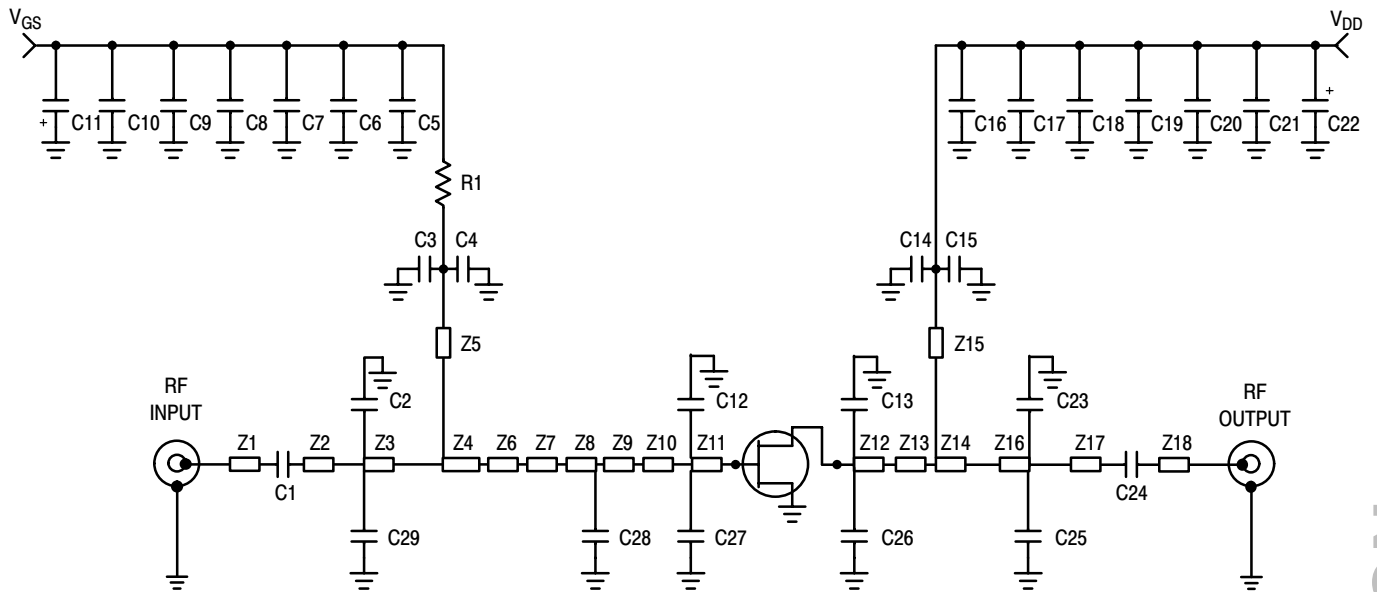 VGS
VDD
+ C11 C10 C9 C8 C7 C6 C5
C16 C17 C18 C19 C20 C21 + C22
R1
C3 C4
C14 C15
Z5
Z15
RF
INPUT
C2
C12
C13
C23
RF
OUTPUT
Z1 Z2 Z3 Z4 Z6 Z7 Z8 Z9 Z10 Z11 Z12 Z13 Z14 Z16 Z17 Z18
C1
C24
C29
C28
C27
C26
C25